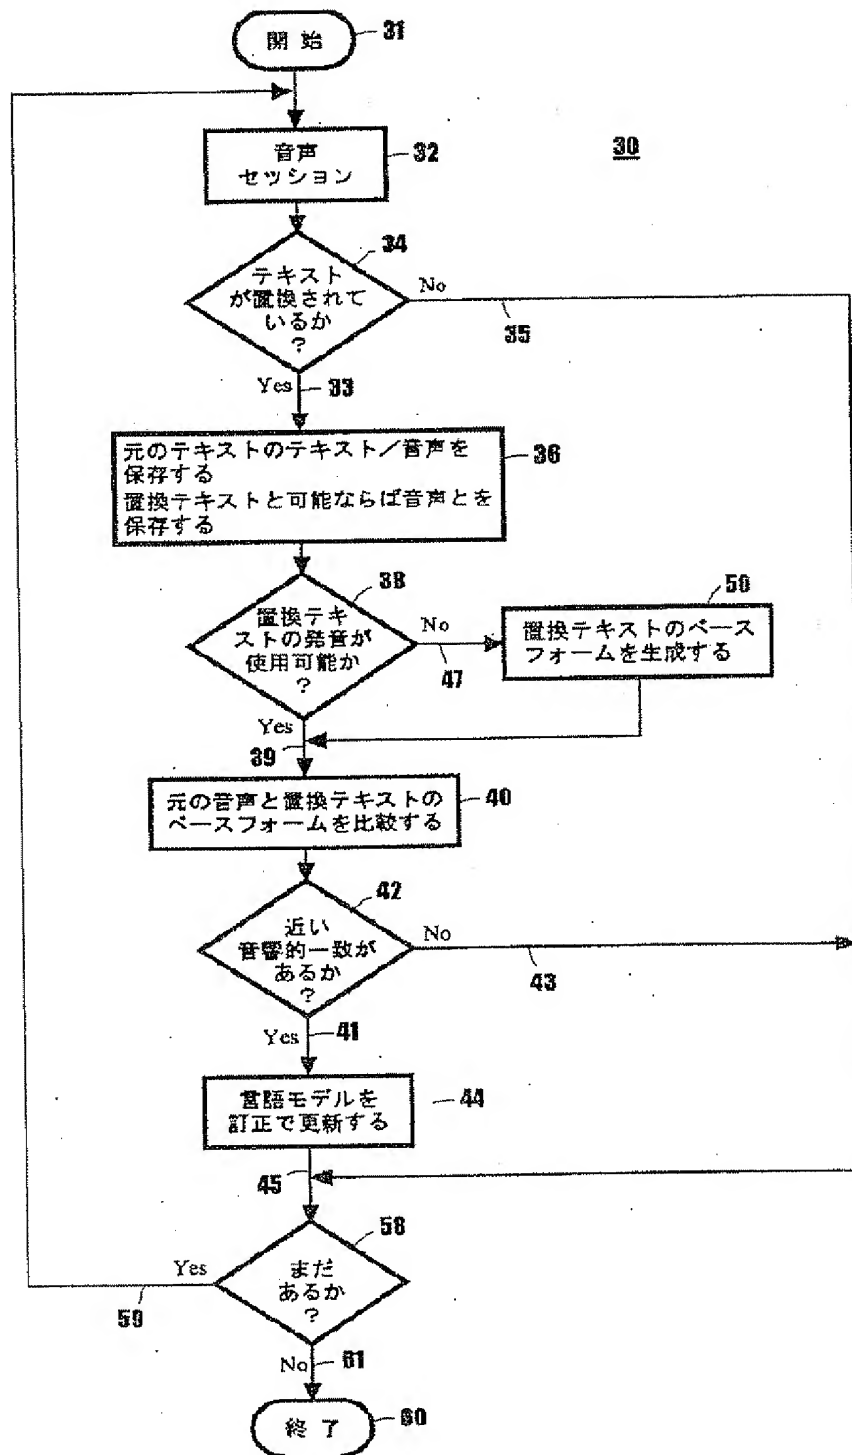 開始
31
音声
セッション
32
30
テキスト
が置換されて
いるか
?
34
No
35
Yes
33
元のテキストのテキスト/音声を
保存する
置換テキストと可能ならば音声とを
保存する
36
置換テキ
ストの発音が
使用可能か
?
38
No
47
置換テキストのベース
フォームを生成する
50
Yes
39
元の音声と置換テキストの
ベースフォームを比較する
40
近い
音響的一致が
あるか
?
42
No
43
Yes
41
言語モデルを
訂正で更新する
44
45
まだ
あるか
?
58
Yes
59
No
61
終了
60